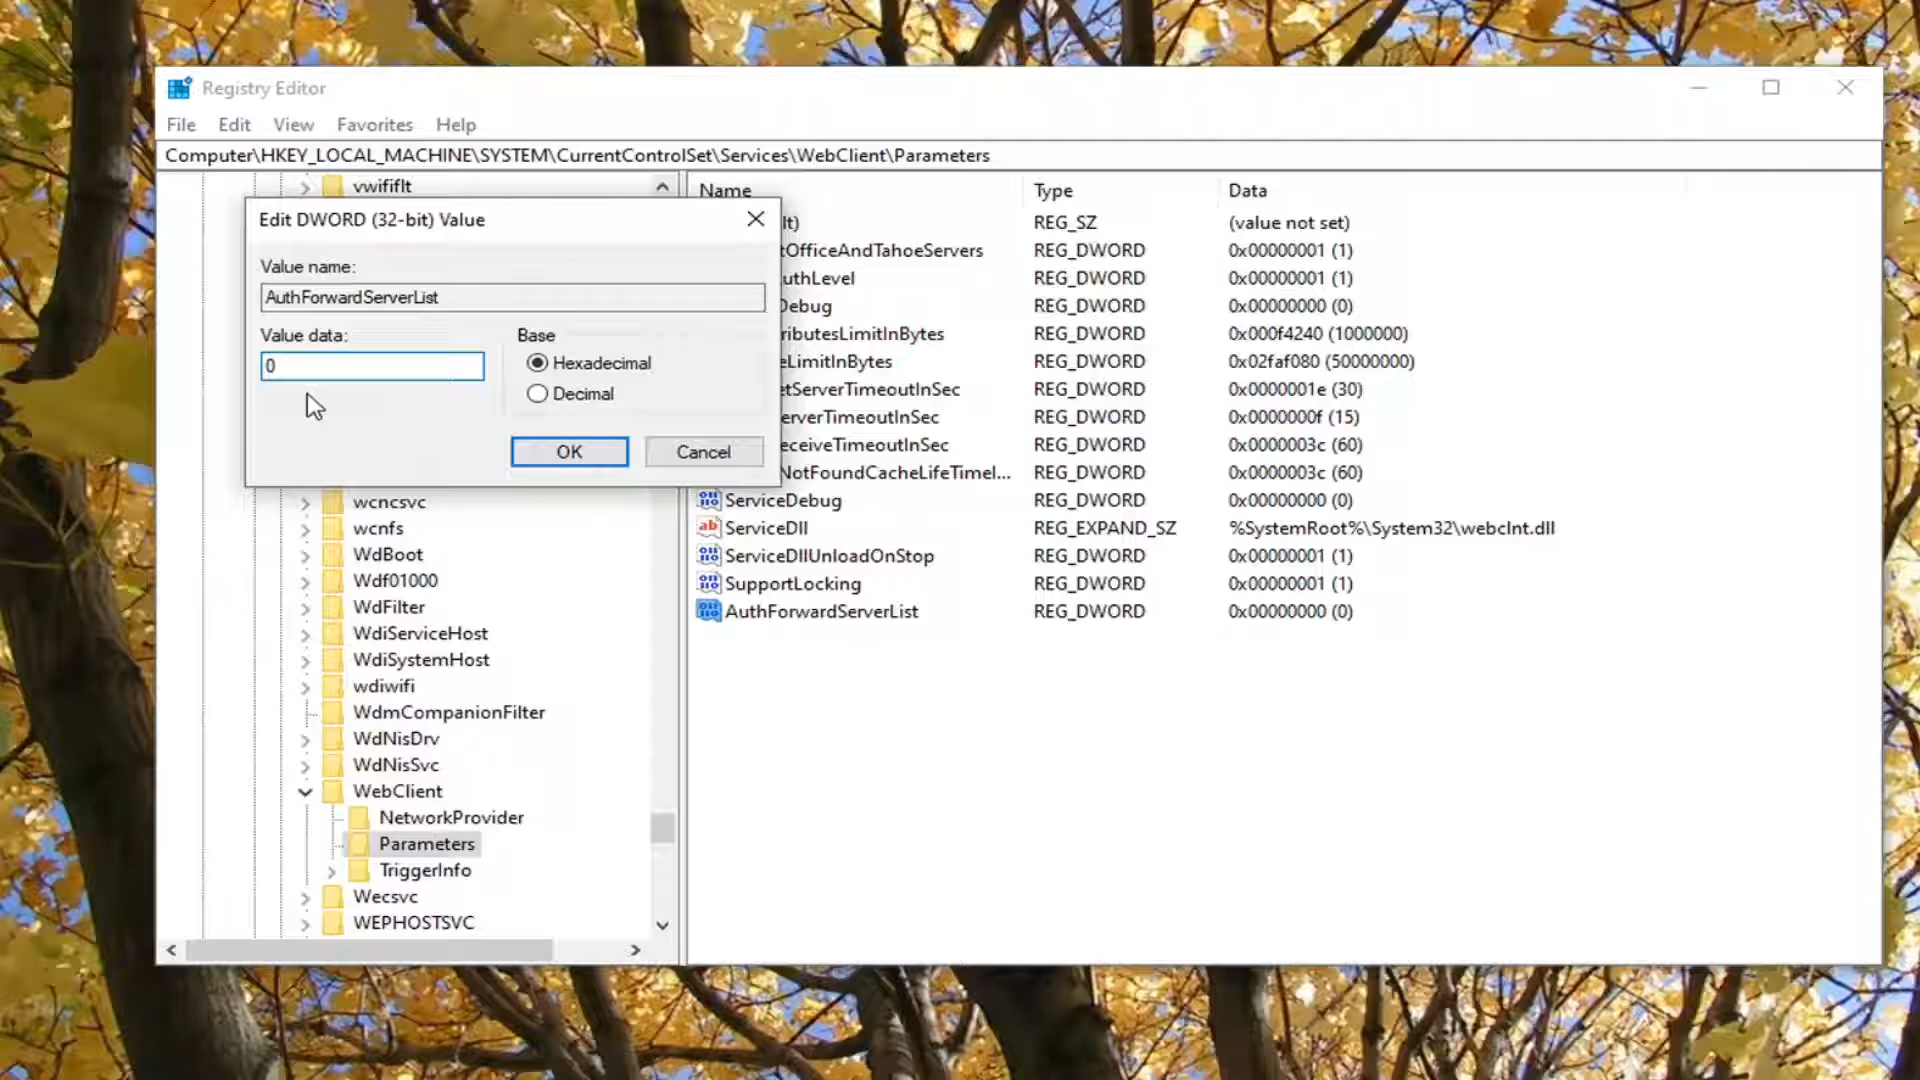 Registry Editor
File Edit View Favorites Help
Computer\HKEY_LOCAL_MACHINE\SYSTEM\CurrentControlSet\Services\WebClient\Parameters
vwififlt
Edit DWORD (32-bit) Value
Value name:
AuthForwardServerList
Value data:
0
Base
Hexadecimal
Decimal
OK Cancel
wcncsvc
wcnfs
WdBoot
Wdf01000
WdFilter
WdiServiceHost
WdiSystemHost
wdiwifi
WdmCompanionFilter
WdNisDrv
WdNisSvc
WebClient
NetworkProvider
Parameters
TriggerInfo
Wecsvc
WEPHOSTSVC
Name Type Data
lt) REG_SZ (value not set)
tOfficeAndTahoeServers REG_DWORD 0x00000001 (1)
uthLevel REG_DWORD 0x00000001 (1)
Debug REG_DWORD 0x00000000 (0)
ributesLimitInBytes REG_DWORD 0x000f4240 (1000000)
eLimitInBytes REG_DWORD 0x02faf080 (50000000)
etServerTimeoutInSec REG_DWORD 0x0000001e (30)
erverTimeoutInSec REG_DWORD 0x0000000f (15)
eceiveTimeoutInSec REG_DWORD 0x0000003c (60)
NotFoundCacheLifeTimeI... REG_DWORD 0x0000003c (60)
ServiceDebug REG_DWORD 0x00000000 (0)
ServiceDll REG_EXPAND_SZ %SystemRoot%\System32\webclnt.dll
ServiceDllUnloadOnStop REG_DWORD 0x00000001 (1)
SupportLocking REG_DWORD 0x00000001 (1)
AuthForwardServerList REG_DWORD 0x00000000 (0)